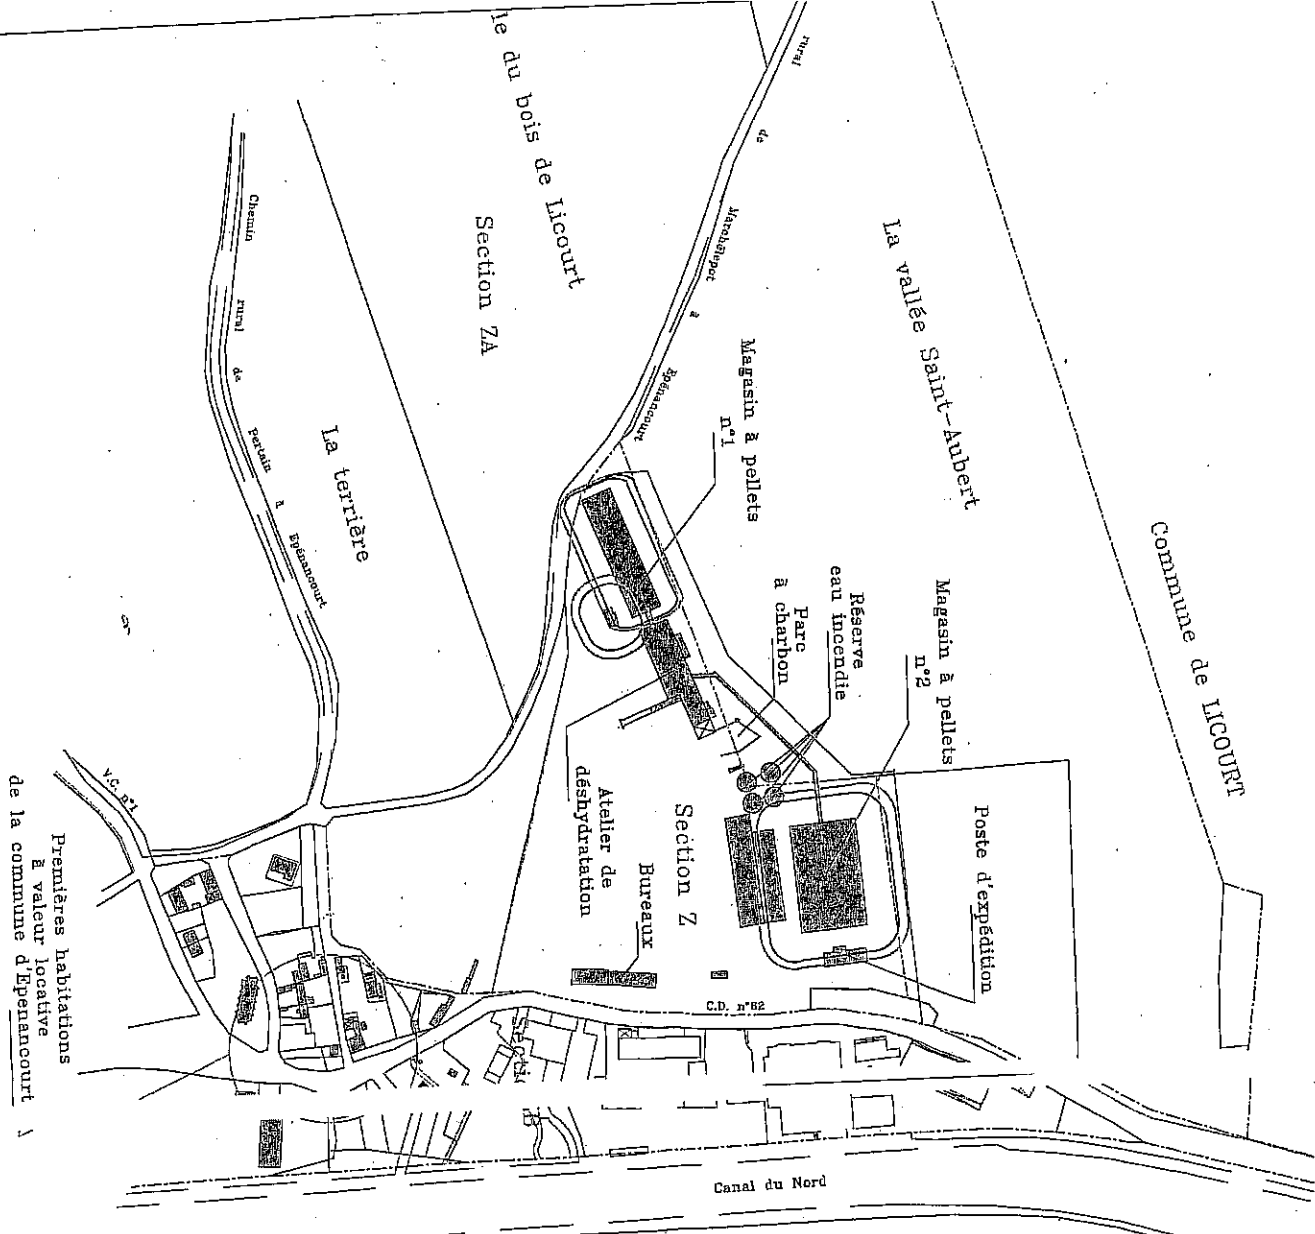 le du bois de Licourt
Section ZA
rural de Marchélepot à Epénancourt
La vallée Saint-Aubert
Commune de LICOURT
Chemin rural de Pertain à Epénancourt
La terrière
Magasin à pellets
n°1
Réserve
eau incendie
Parc
à charbon
Magasin à pellets
n°2
Poste d'expédition
Atelier de
déshydratation
Section Z
Bureaux
C.D. n°62
V.C. n°1
Premières habitations
à valeur locative
de la commune d'Epenancourt
Canal du Nord